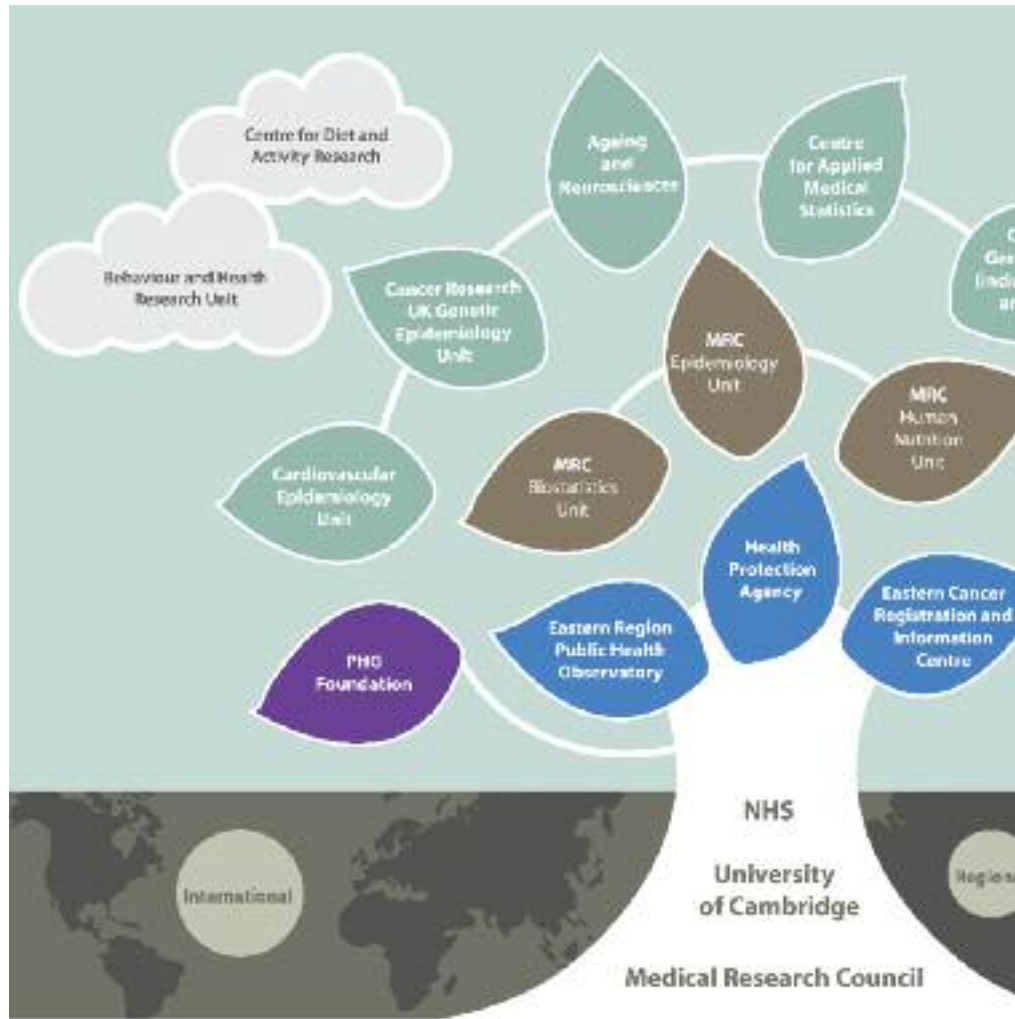 Centre for Diet and
Activity Research
Behaviour and Health
Research Unit
Ageing
and
Neurosciences
Centre
for Applied
Medical
Statistics
Cancer Research
UK Genetic
Epidemiology
Unit
MRC
Epidemiology
Unit
MRC
Human
Nutrition
Unit
Cardiovascular
Epidemiology
Unit
MRC
Biostatistics
Unit
Health
Protection
Agency
Eastern Cancer
Registration and
Information
Centre
Eastern Region
Public Health
Observatory
PHG
Foundation
NHS
University
of Cambridge
Medical Research Council
International